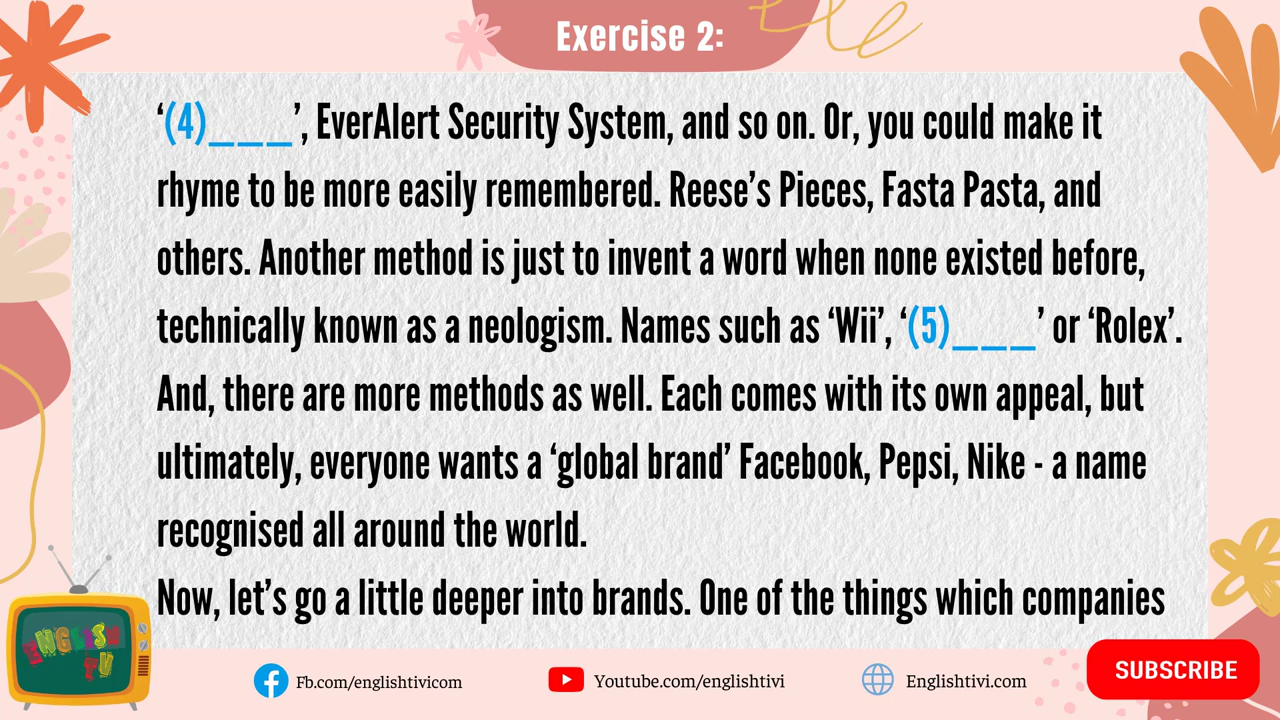 Exercise 2:
‘(4)___’, EverAlert Security System, and so on. Or, you could make it
rhyme to be more easily remembered. Reese’s Pieces, Fasta Pasta, and
others. Another method is just to invent a word when none existed before,
technically known as a neologism. Names such as ‘Wii’, ‘(5)___’ or ‘Rolex’.
And, there are more methods as well. Each comes with its own appeal, but
ultimately, everyone wants a ‘global brand’ Facebook, Pepsi, Nike - a name
recognised all around the world.
Now, let’s go a little deeper into brands. One of the things which companies
ENGLISH
TV
Fb.com/englishtivicom
Youtube.com/englishtivi
Englishtivi.com
SUBSCRIBE